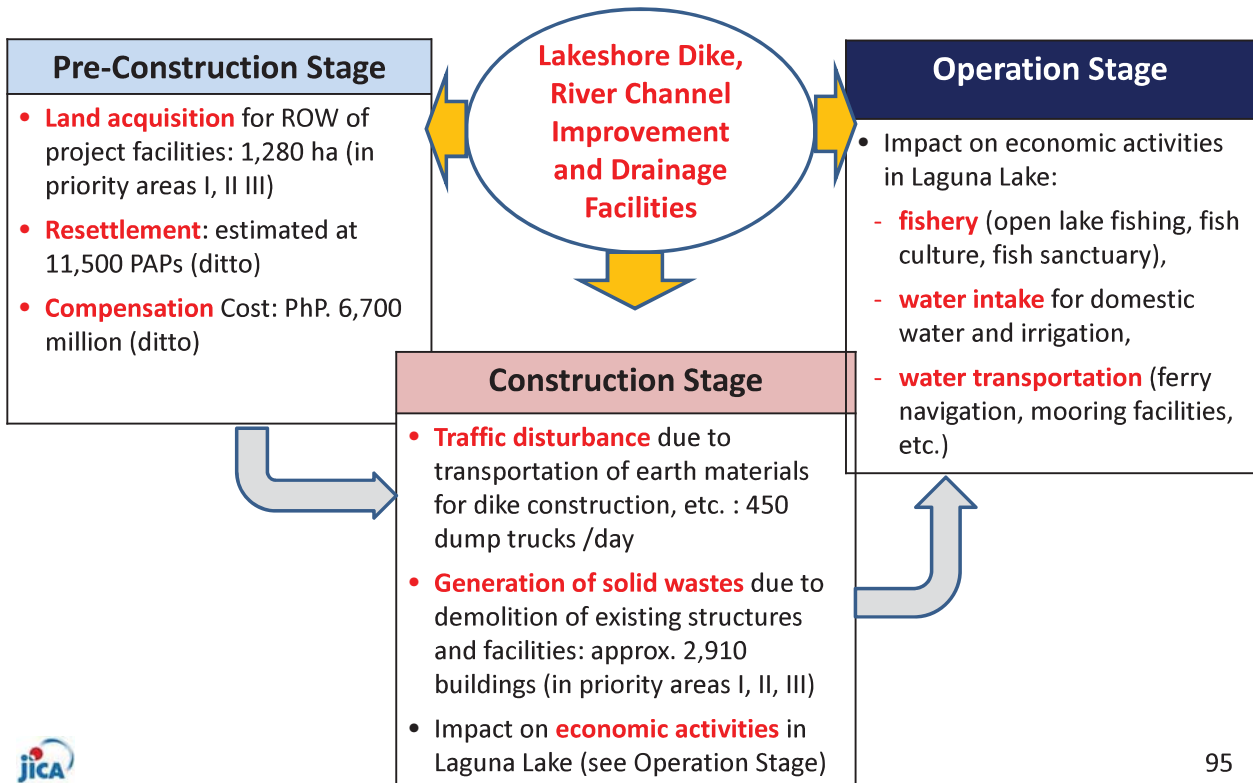 Lakeshore Dike,
River Channel
Improvement
and Drainage
Facilities
Pre-Construction Stage
• Land acquisition for ROW of
project facilities: 1,280 ha (in
priority areas I, II III)
• Resettlement: estimated at
11,500 PAPs (ditto)
• Compensation Cost: PhP. 6,700
million (ditto)
Construction Stage
• Traffic disturbance due to
transportation of earth materials
for dike construction, etc. : 450
dump trucks /day
• Generation of solid wastes due to
demolition of existing structures
and facilities: approx. 2,910
buildings (in priority areas I, II, III)
• Impact on economic activities in
Laguna Lake (see Operation Stage)
Operation Stage
• Impact on economic activities
in Laguna Lake:
- fishery (open lake fishing, fish
culture, fish sanctuary),
- water intake for domestic
water and irrigation,
- water transportation (ferry
navigation, mooring facilities,
etc.)
jICA
95